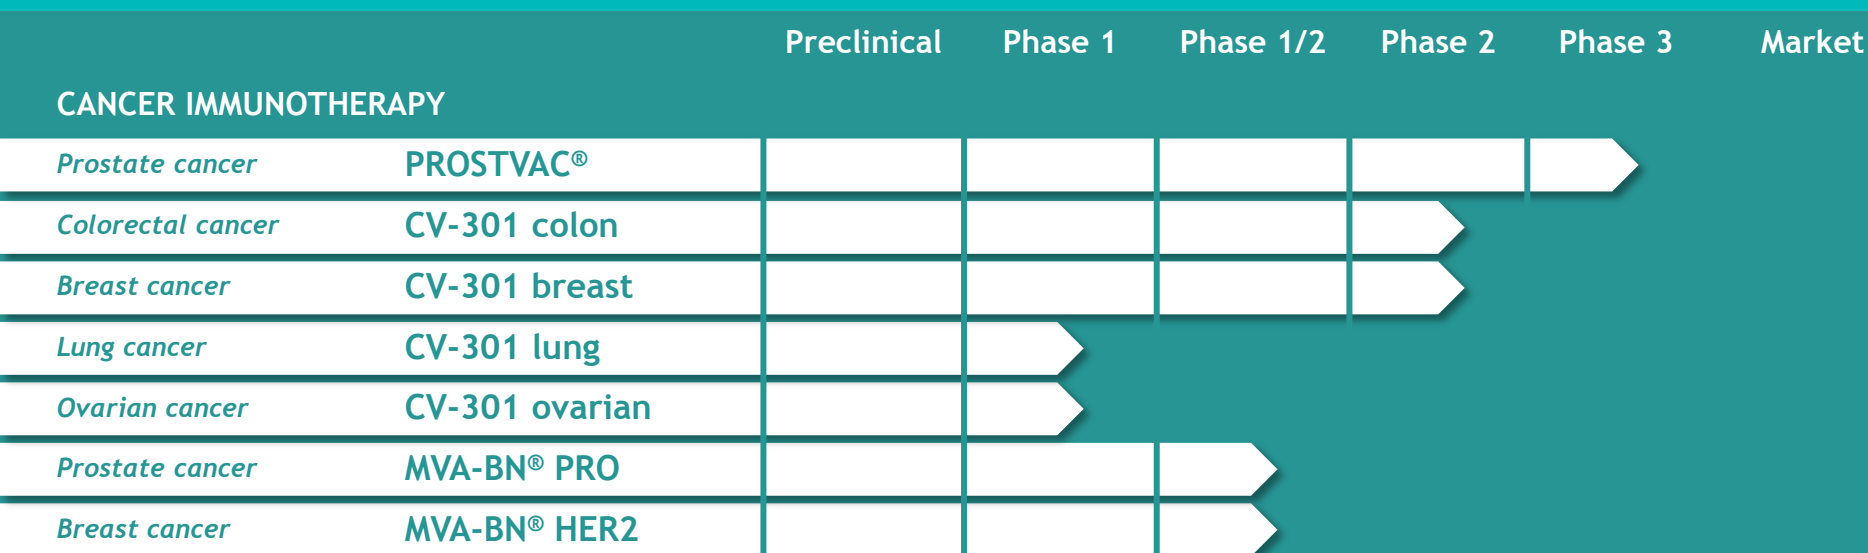 Preclinical Phase 1 Phase 1/2 Phase 2 Phase 3 Market
CANCER IMMUNOTHERAPY
Prostate cancer PROSTVAC®
Colorectal cancer CV-301 colon
Breast cancer CV-301 breast
Lung cancer CV-301 lung
Ovarian cancer CV-301 ovarian
Prostate cancer MVA-BN® PRO
Breast cancer MVA-BN® HER2